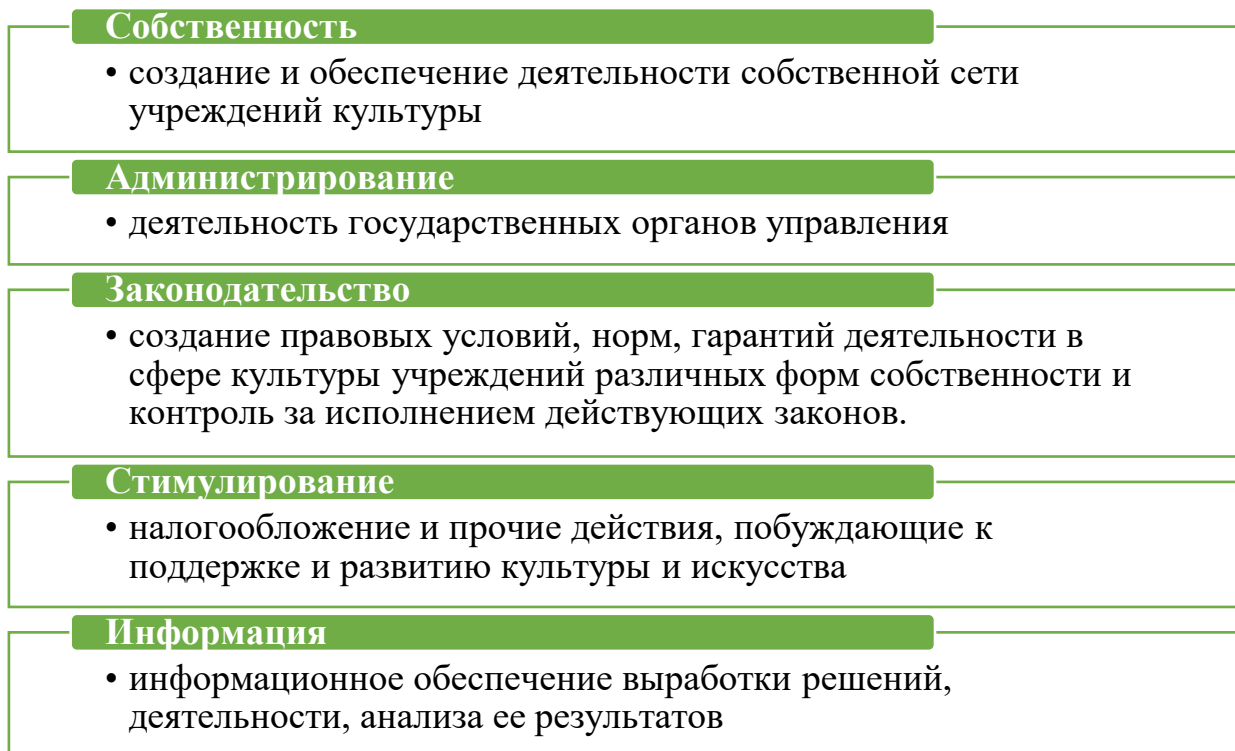 Собственность
• создание и обеспечение деятельности собственной сети
учреждений культуры
Администрирование
• деятельность государственных органов управления
Законодательство
• создание правовых условий, норм, гарантий деятельности в
сфере культуры учреждений различных форм собственности и
контроль за исполнением действующих законов.
Стимулирование
• налогообложение и прочие действия, побуждающие к
поддержке и развитию культуры и искусства
Информация
• информационное обеспечение выработки решений,
деятельности, анализа ее результатов